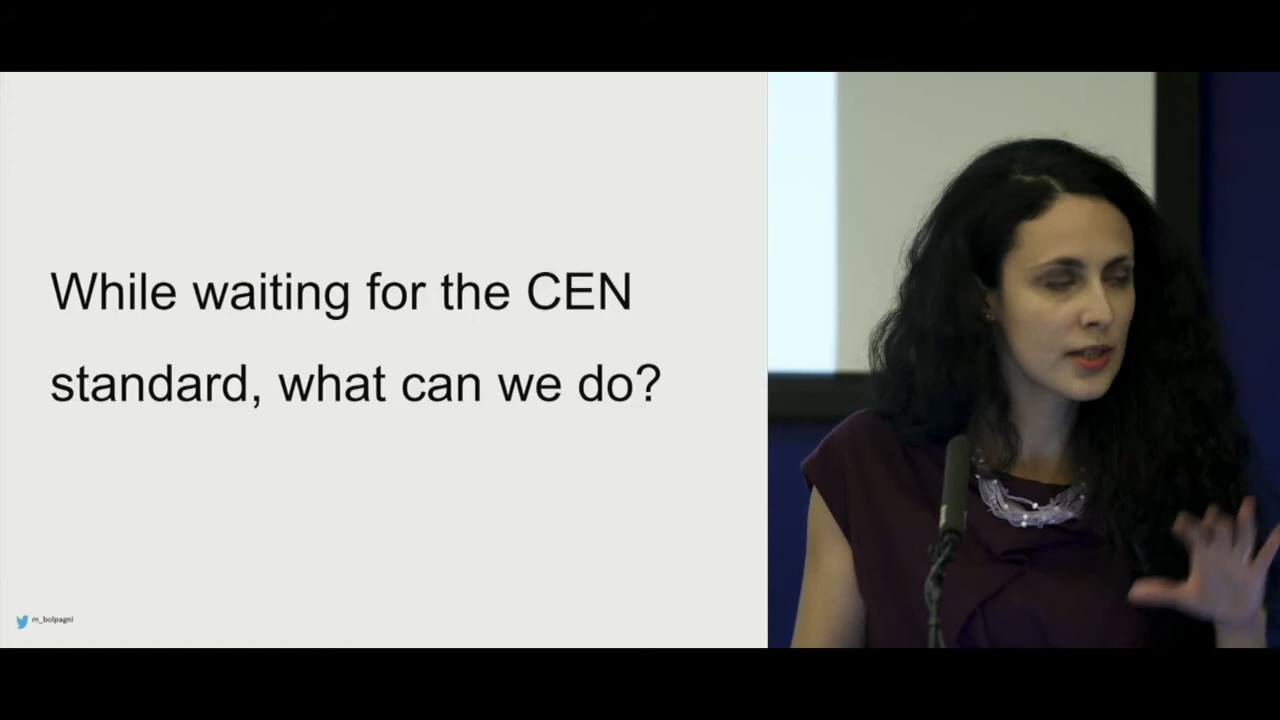 While waiting for the CEN
standard, what can we do?
m_bolpagni